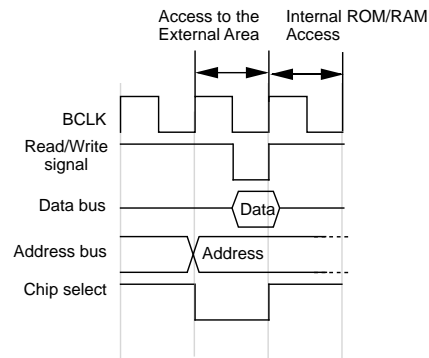 Access to the
External Area
Internal ROM/RAM
Access
BCLK
Read/Write
signal
Data bus
Data
Address bus
Address
Chip select